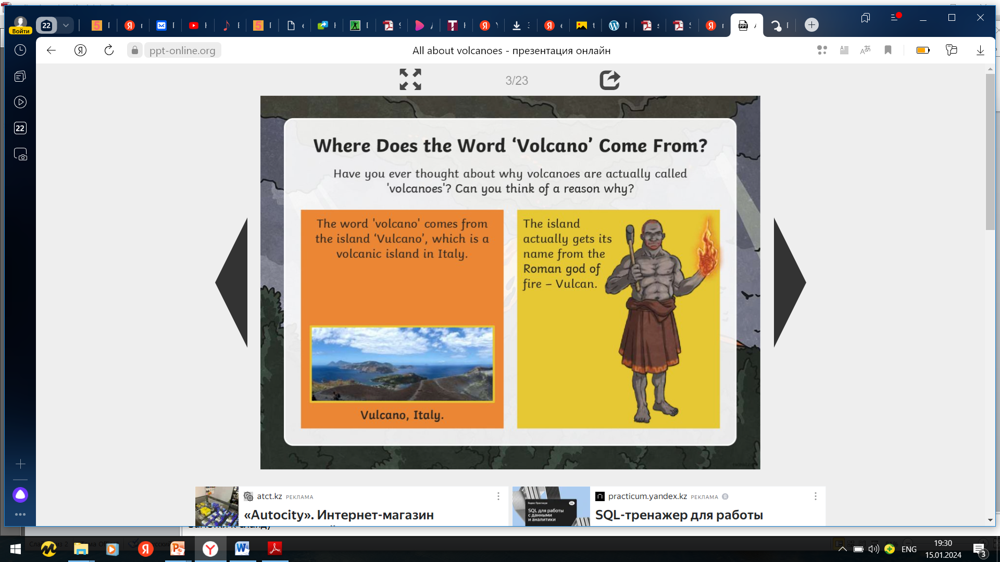 22
Войти
ppt-online.org
All about volcanoes - презентация онлайн
22
3/23
Where Does the Word ‘Volcano’ Come From?
Have you ever thought about why volcanoes are actually called
'volcanoes'? Can you think of a reason why?
The word 'volcano' comes from
the island ‘Vulcano’, which is a
volcanic island in Italy.
Vulcano, Italy.
The island
actually gets its
name from the
Roman god of
fire – Vulcan.
atct.kz РЕКЛАМА
«Autocity». Интернет-магазин
Яндекс Практикум
SQL для работы
с данными
и аналитики
practicum.yandex.kz РЕКЛАМА
SQL-тренажер для работы
ENG
19:30
15.01.2024
3